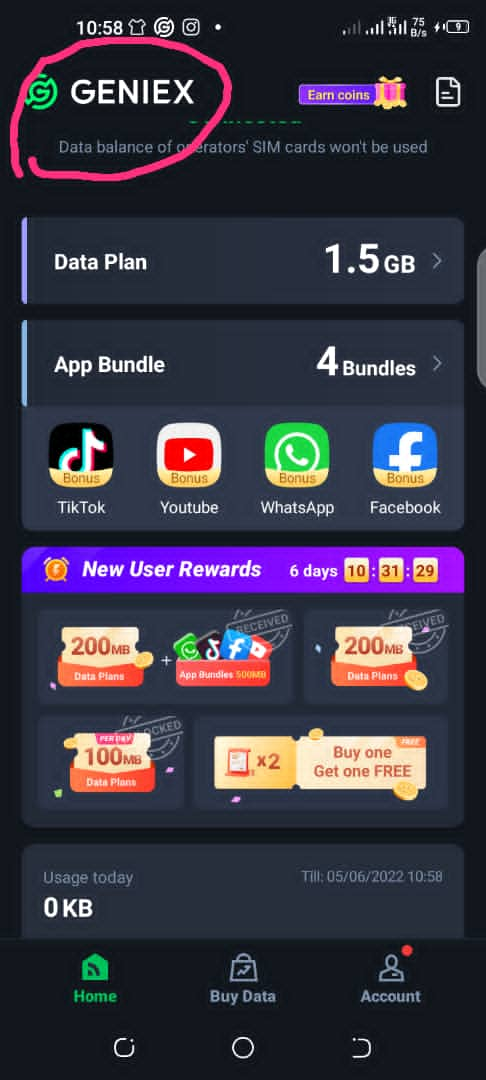 10:58
75
B/s
9
GENIEX
Earn coins
Data balance of operators' SIM cards won't be used
Data Plan
1.5 GB
App Bundle
4 Bundles
Bonus Bonus Bonus Bonus
TikTok Youtube WhatsApp Facebook
New User Rewards 6 days 10:31:29
RECEIVED
200MB
Data Plans
+
App Bundles 500MB
RECEIVED
200MB
Data Plans
PER DAY
100MB
Data Plans
x2
FREE
Buy one
Get one FREE
Usage today
Till: 05/06/2022 10:58
0 KB
Home Buy Data Account